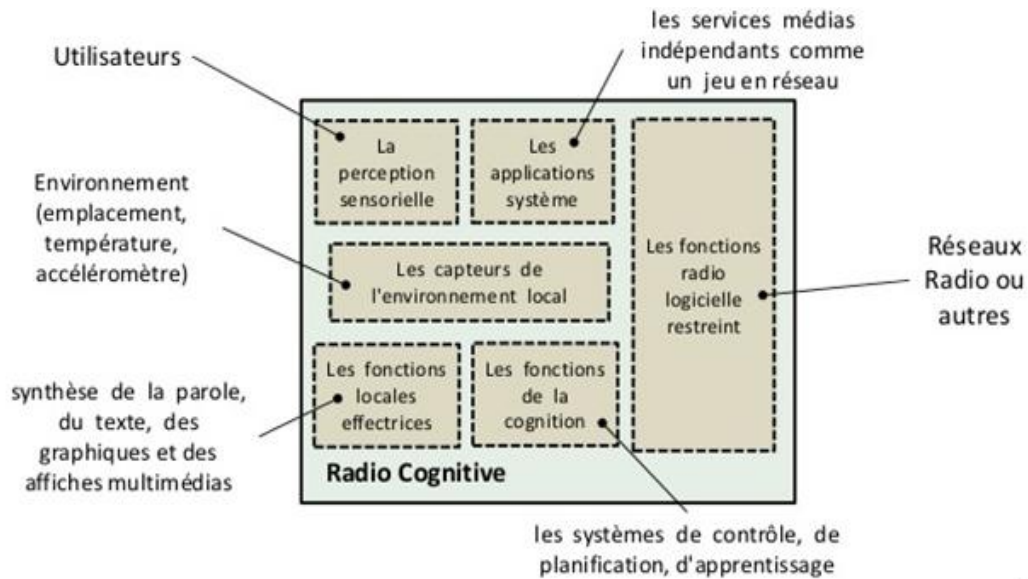 les services médias
indépendants comme
un jeu en réseau
Utilisateurs
La
perception
sensorielle
Les
applications
système
Environnement
(emplacement,
température,
accéléromètre)
Les capteurs de
l'environnement local
Les fonctions
radio
logicielle
restreint
Réseaux
Radio ou
autres
Les fonctions
locales
effectrices
Les fonctions
de la
cognition
synthèse de la parole,
du texte, des
graphiques et des
affiches multimédias
Radio Cognitive
les systèmes de contrôle, de
planification, d'apprentissage